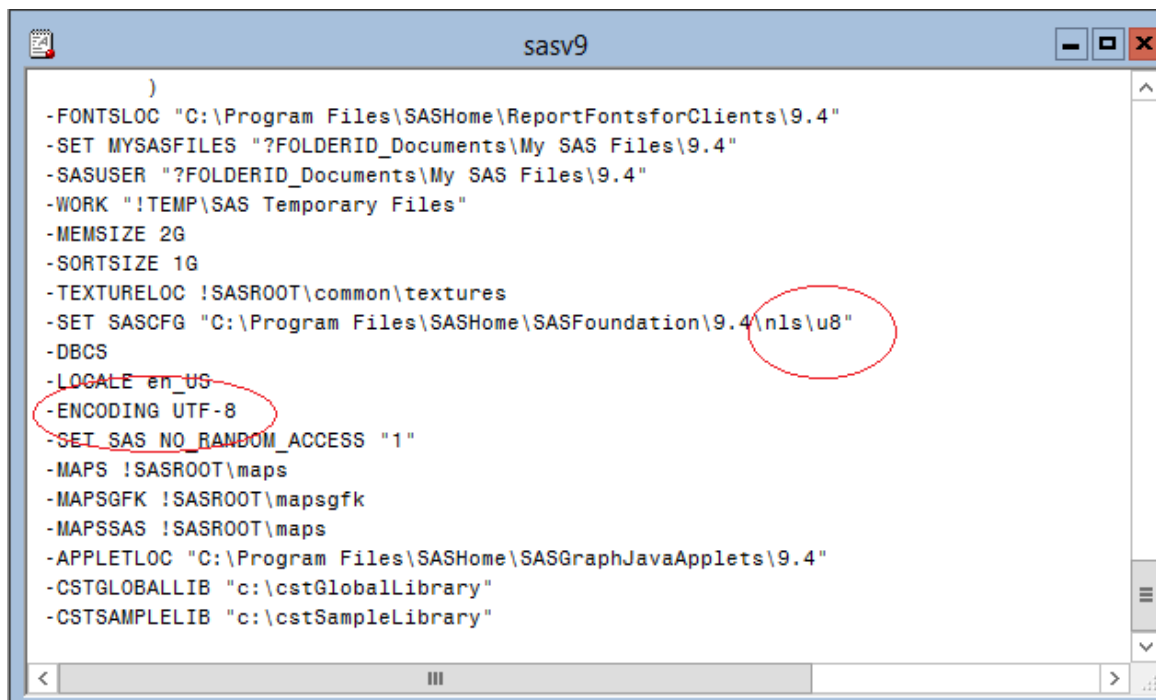 sasv9
)
-FONTSLOC "C:\Program Files\SASHome\ReportFontsforClients\9.4"
-SET MYSASFILES "?FOLDERID_Documents\My SAS Files\9.4"
-SASUSER "?FOLDERID_Documents\My SAS Files\9.4"
-WORK "!TEMP\SAS Temporary Files"
-MEMSIZE 2G
-SORTSIZE 1G
-TEXTURELOC !SASROOT\common\textures
-SET SASCFG "C:\Program Files\SASHome\SASFoundation\9.4\nls\u8"
-DBCS
-LOCALE en_US
-ENCODING UTF-8
-SET SAS_NO_RANDOM_ACCESS "1"
-MAPS !SASROOT\maps
-MAPSGFK !SASROOT\mapsgfk
-MAPSSAS !SASROOT\maps
-APPLETLOC "C:\Program Files\SASHome\SASGraphJavaApplets\9.4"
-CSTGLOBALLIB "c:\cstGlobalLibrary"
-CSTSAMPLELIB "c:\cstSampleLibrary"